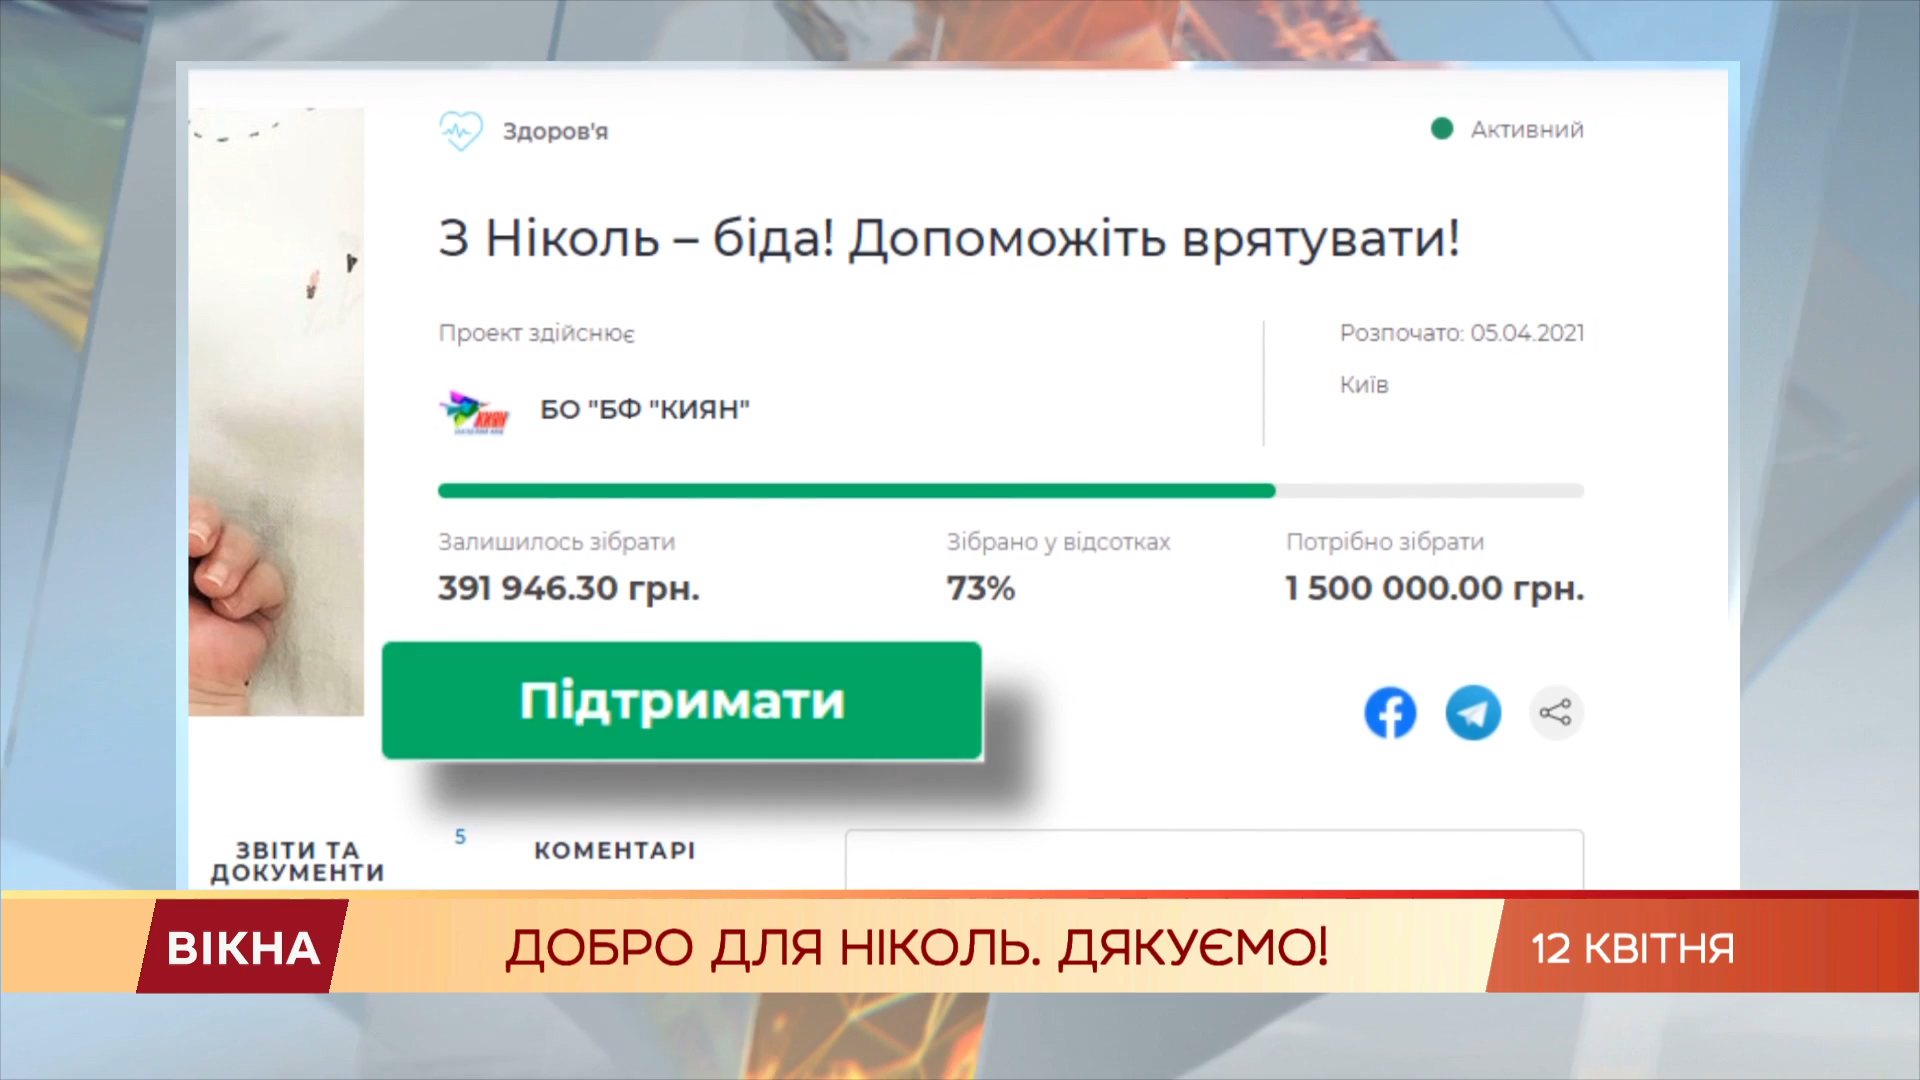 Здоров'я
Активний
З Ніколь – біда! Допоможіть врятувати!
Проект здійснює
Розпочато: 05.04.2021
Київ
КИЯН
БО "БФ "КИЯН"
Залишилось зібрати
Зібрано у відсотках
Потрібно зібрати
391 946.30 грн.
73%
1 500 000.00 грн.
Підтримати
ЗВІТИ ТА
ДОКУМЕНТИ
5
КОМЕНТАРІ
ВІКНА
ДОБРО ДЛЯ НІКОЛЬ. ДЯКУЄМО!
12 КВІТНЯ